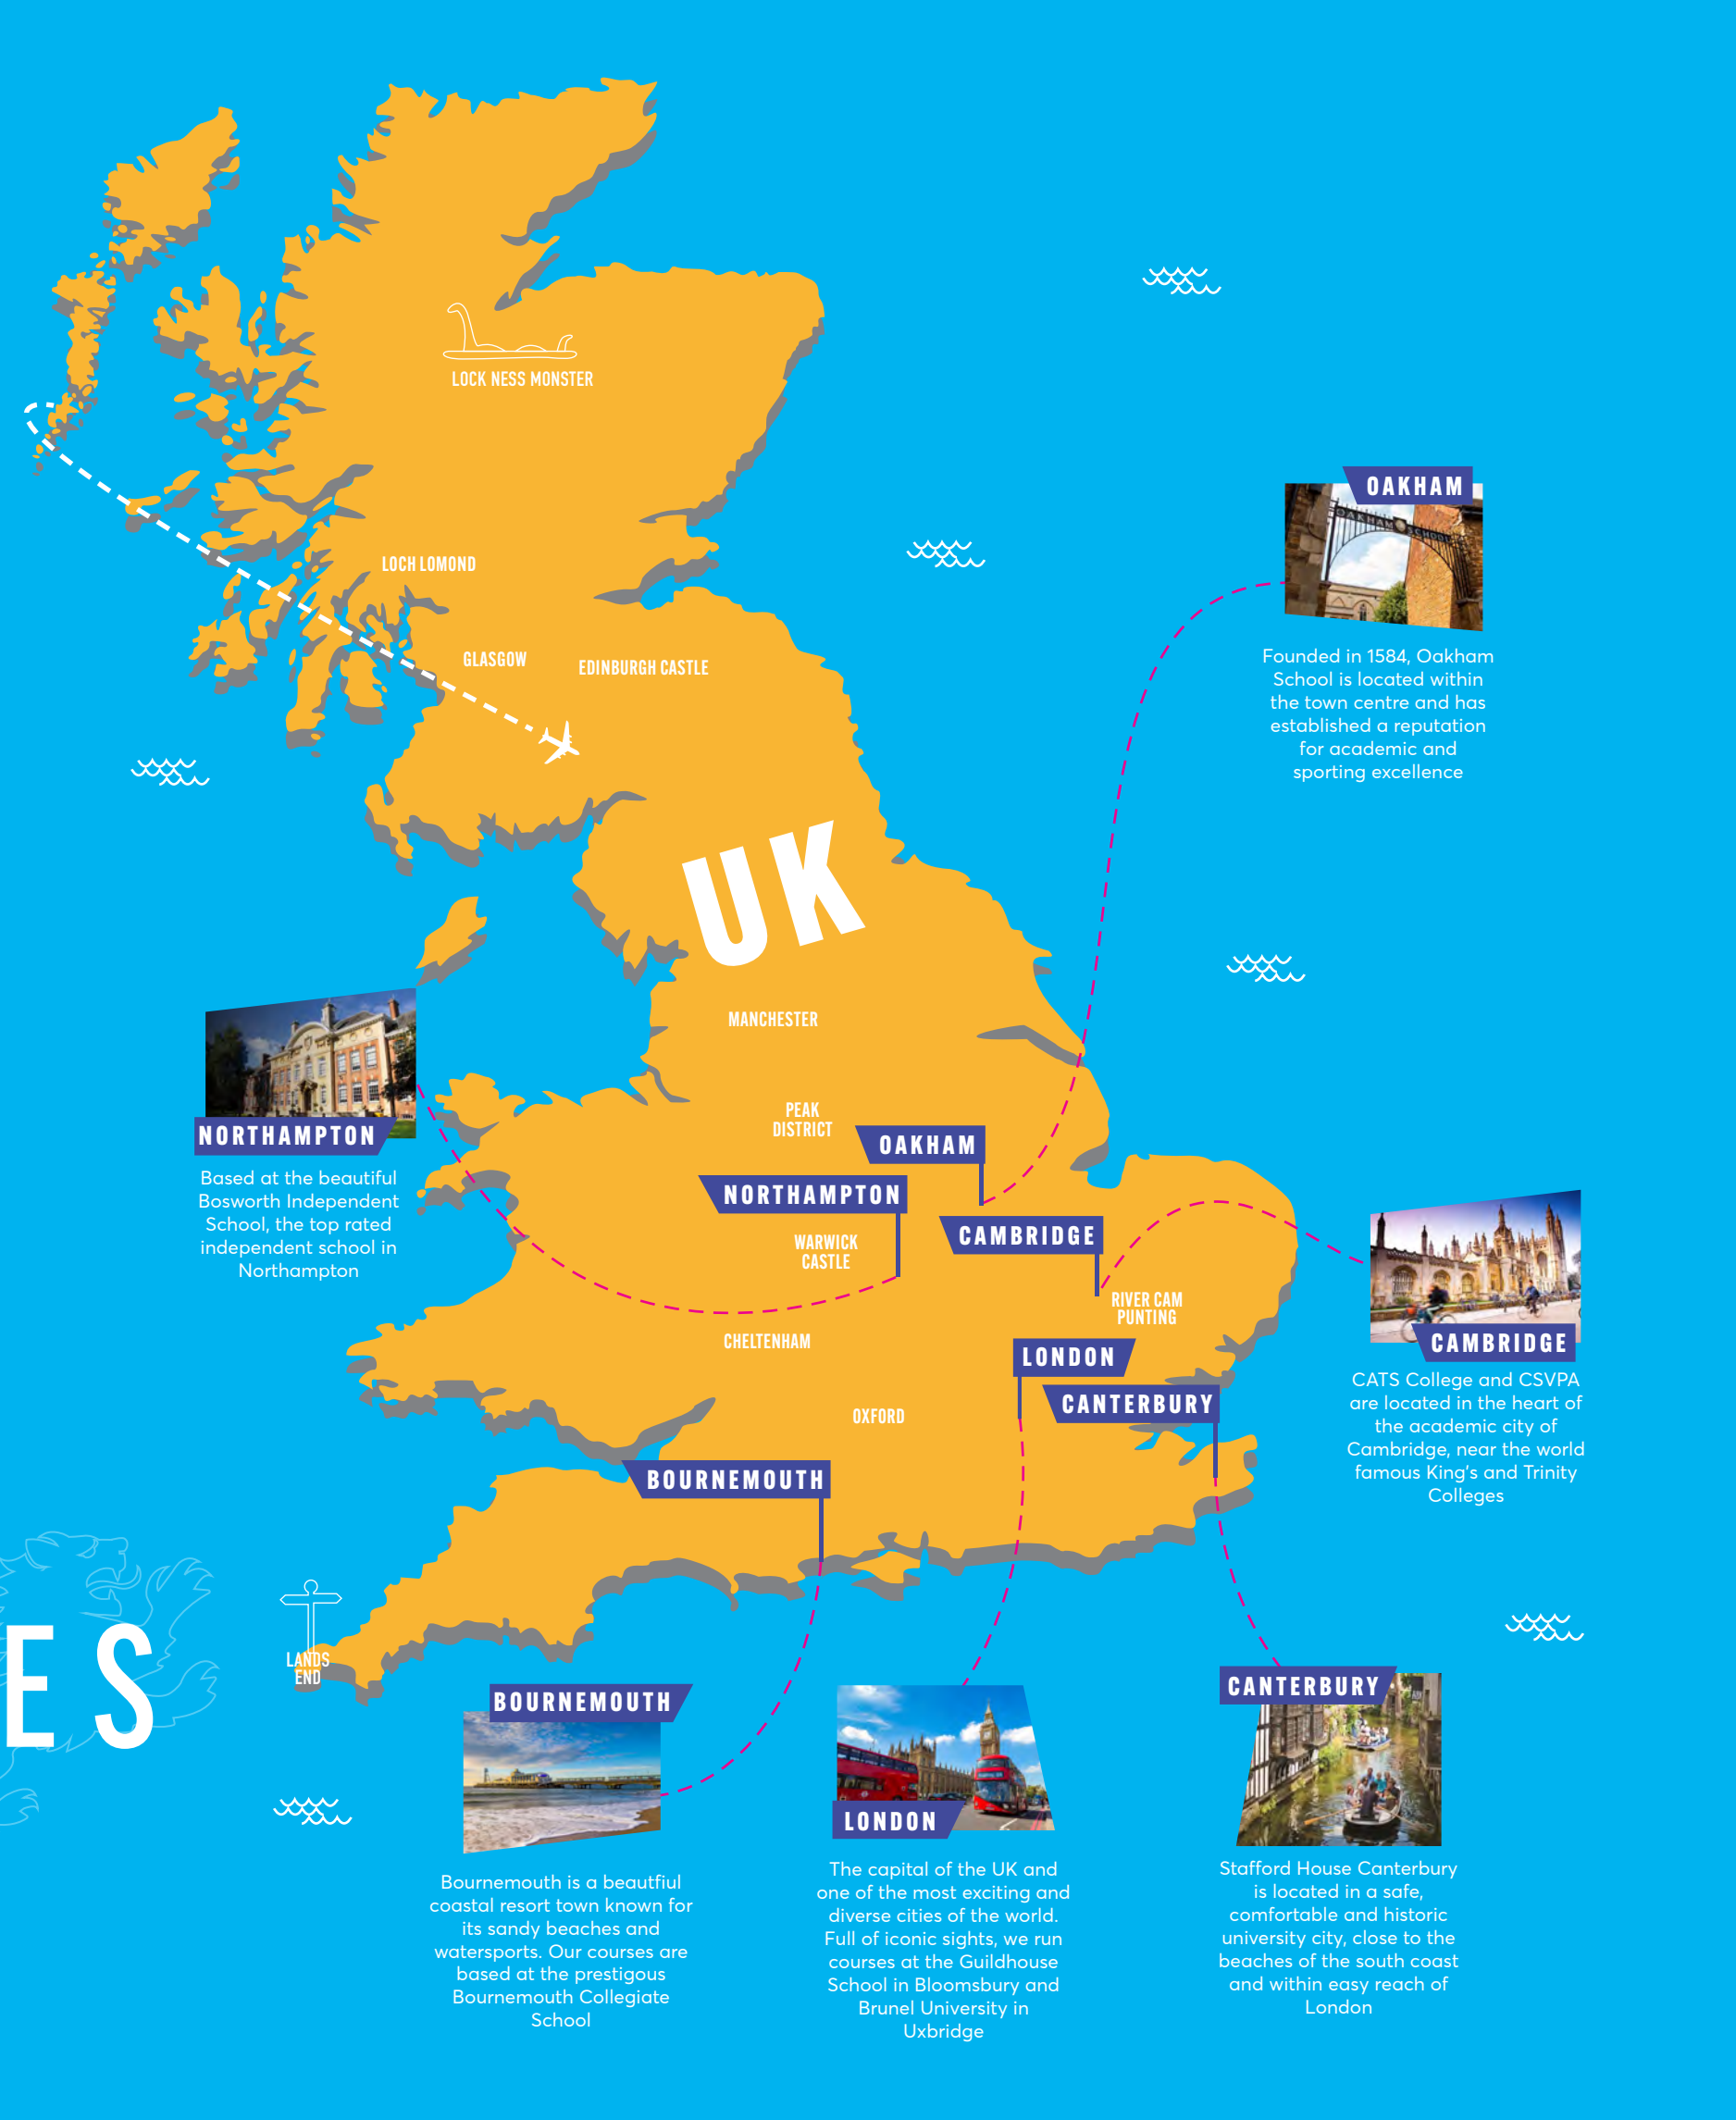 LOCK NESS MONSTER
LOCH LOMOND
GLASGOW
EDINBURGH CASTLE
UK
OAKHAM
OAKHAM SCHOOL
Founded in 1584, Oakham
School is located within
the town centre and has
established a reputation
for academic and
sporting excellence
MANCHESTER
PEAK
DISTRICT
OAKHAM
NORTHAMPTON
CAMBRIDGE
WARWICK
CASTLE
RIVER CAM
PUNTING
CHELTENHAM
LONDON
CANTERBURY
OXFORD
BOURNEMOUTH
LANDS
END
NORTHAMPTON
Based at the beautiful
Bosworth Independent
School, the top rated
independent school in
Northampton
CAMBRIDGE
CATS College and CSVPA
are located in the heart of
the academic city of
Cambridge, near the world
famous King's and Trinity
Colleges
ES
BOURNEMOUTH
Bournemouth is a beautfiul
coastal resort town known for
its sandy beaches and
watersports. Our courses are
based at the prestigous
Bournemouth Collegiate
School
LONDON
The capital of the UK and
one of the most exciting and
diverse cities of the world.
Full of iconic sights, we run
courses at the Guildhouse
School in Bloomsbury and
Brunel University in
Uxbridge
CANTERBURY
Stafford House Canterbury
is located in a safe,
comfortable and historic
university city, close to the
beaches of the south coast
and within easy reach of
London